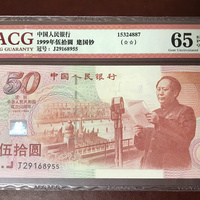 ACG
中国人民银行
1999年伍拾圆 建国钞
冠号: J29168955
15324887
(☆☆)
65
50
中国人民银行
伍拾圆
J29168955